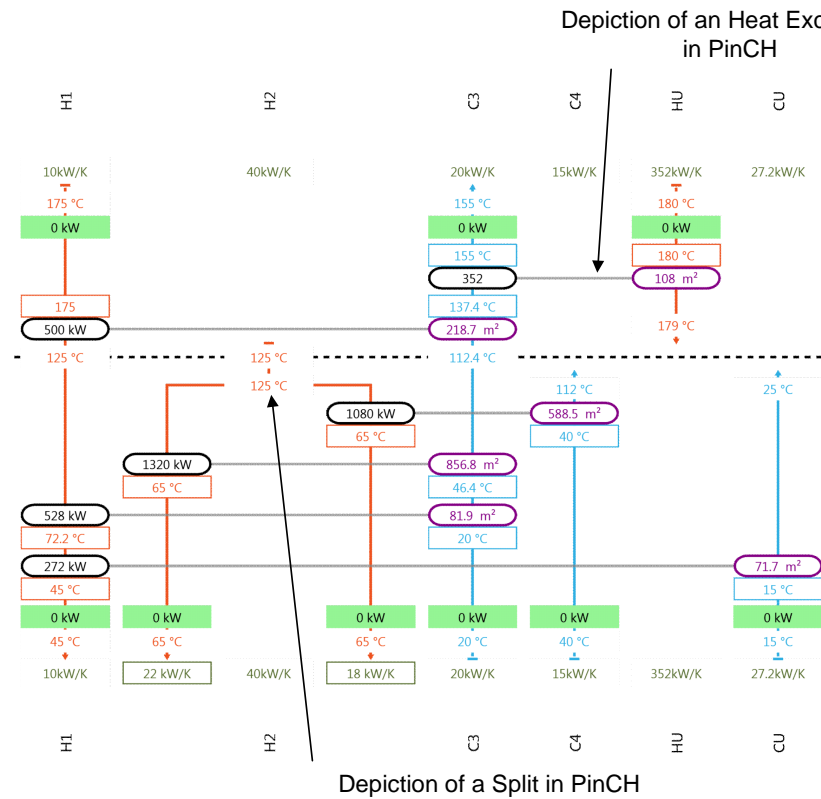 Depiction of an Heat Exc
in PinCH
H1 H2 C3 C4 HU CU
10kW/K 40kW/K 20kW/K 15kW/K 352kW/K 27.2kW/K
175 °C 155 °C 180 °C
0 kW 0 kW 0 kW
155 °C 180 °C
352 108 m²
175 137.4 °C
500 kW 218.7 m² 179 °C
125 °C 125 °C 112.4 °C
125 °C 112 °C 25 °C
1080 kW 588.5 m²
65 °C 40 °C
1320 kW 856.8 m²
65 °C 46.4 °C
528 kW 81.9 m²
72.2 °C 20 °C
272 kW 71.7 m²
45 °C 15 °C
0 kW 0 kW 0 kW 0 kW 0 kW 0 kW
45 °C 65 °C 65 °C 20 °C 40 °C 15 °C
10kW/K 22 kW/K 40kW/K 18 kW/K 20kW/K 15kW/K 352kW/K 27.2kW/K
H1 H2 C3 C4 HU CU
Depiction of a Split in PinCH